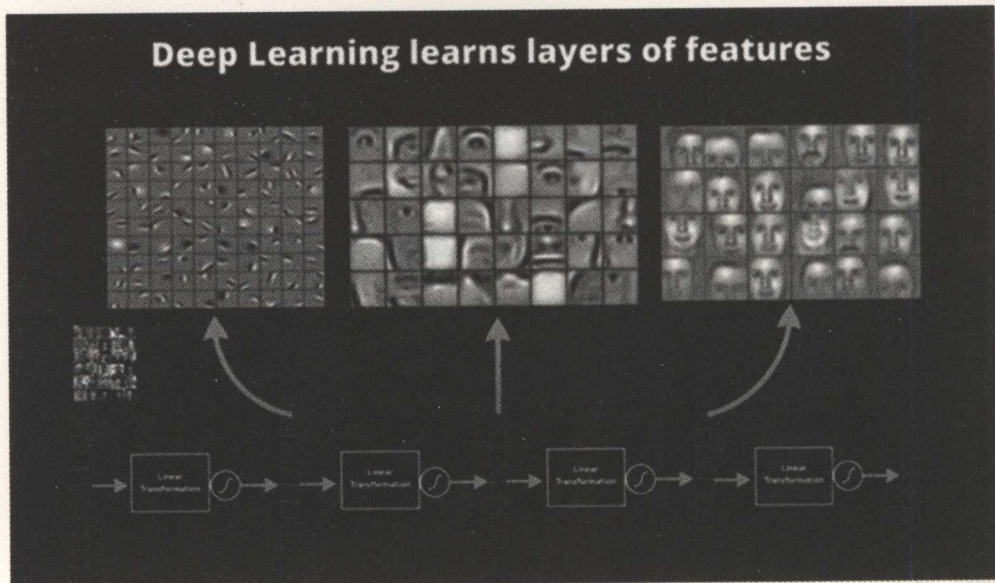 Deep Learning learns layers of features
Linear
Transformation
Linear
Transformation
Linear
Transformation
Linear
Transformation